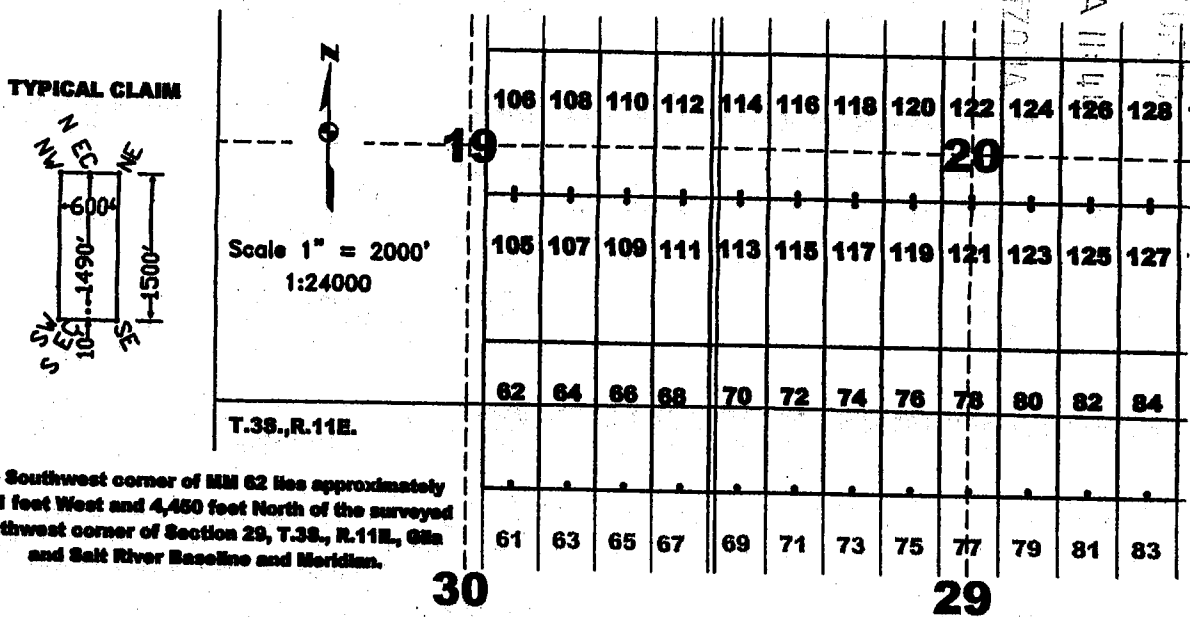 TYPICAL CLAIM
N EC
NW
NE
600'
1490'
1500'
10'
SW
S EC
SE
N
Scale 1" = 2000'
1:24000
T.3S.,R.11E.
Southwest corner of MM 62 lies approximately
feet West and 4,450 feet North of the surveyed
thwest corner of Section 29, T.3S., R.11E., Gila
and Salt River Baseline and Meridian.
106 108 110 112 114 116 118 120 122 124 126 128
19
20
105 107 109 111 113 115 117 119 121 123 125 127
62 64 66 68 70 72 74 76 78 80 82 84
61 63 65 67 69 71 73 75 77 79 81 83
30
29